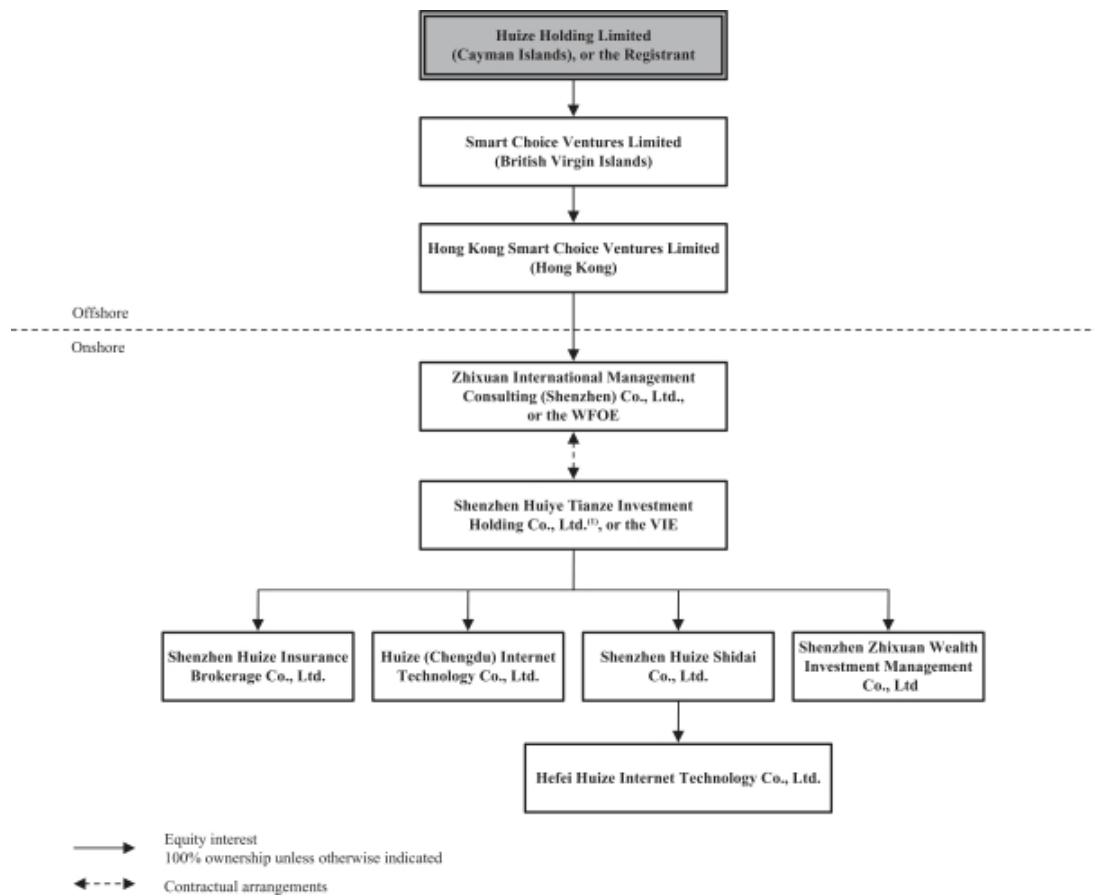 Huize Holding Limited
(Cayman Islands), or the Registrant
Smart Choice Ventures Limited
(British Virgin Islands)
Hong Kong Smart Choice Ventures Limited
(Hong Kong)
Offshore
Onshore
Zhixuan International Management
Consulting (Shenzhen) Co., Ltd.,
or the WFOE
Shenzhen Huiye Tianze Investment
Holding Co., Ltd.(1), or the VIE
Shenzhen Huize Insurance
Brokerage Co., Ltd.
Huize (Chengdu) Internet
Technology Co., Ltd.
Shenzhen Huize Shidai
Co., Ltd.
Shenzhen Zhixuan Wealth
Investment Management
Co., Ltd
Hefei Huize Internet Technology Co., Ltd.
Equity interest
100% ownership unless otherwise indicated
Contractual arrangements